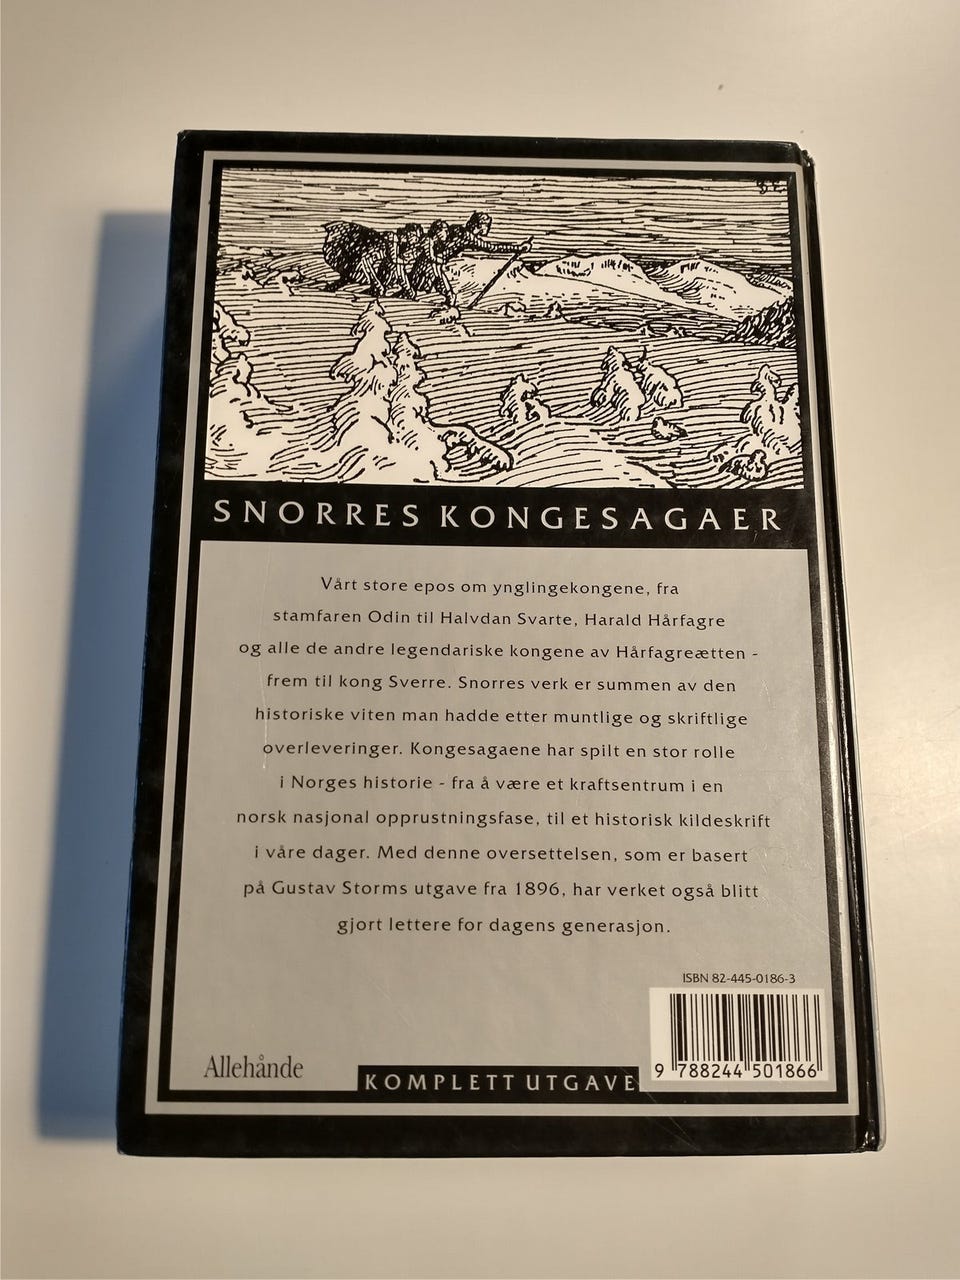 SNORRES KONGESAGAER
Vårt store epos om ynglingekongene, fra
stamfaren Odin til Halvdan Svarte, Harald Hårfagre
og alle de andre legendariske kongene av Hårfagreætten -
frem til kong Sverre. Snorres verk er summen av den
historiske viten man hadde etter muntlige og skriftlige
overleveringer. Kongesagaene har spilt en stor rolle
i Norges historie - fra å være et kraftsentrum i en
norsk nasjonal opprustningsfase, til et historisk kildeskrift
i våre dager. Med denne oversettelsen, som er basert
på Gustav Storms utgave fra 1896, har verket også blitt
gjort lettere for dagens generasjon.
ISBN 82-445-0186-3
9 788244 501866
Allehånde
KOMPLETT UTGAVE